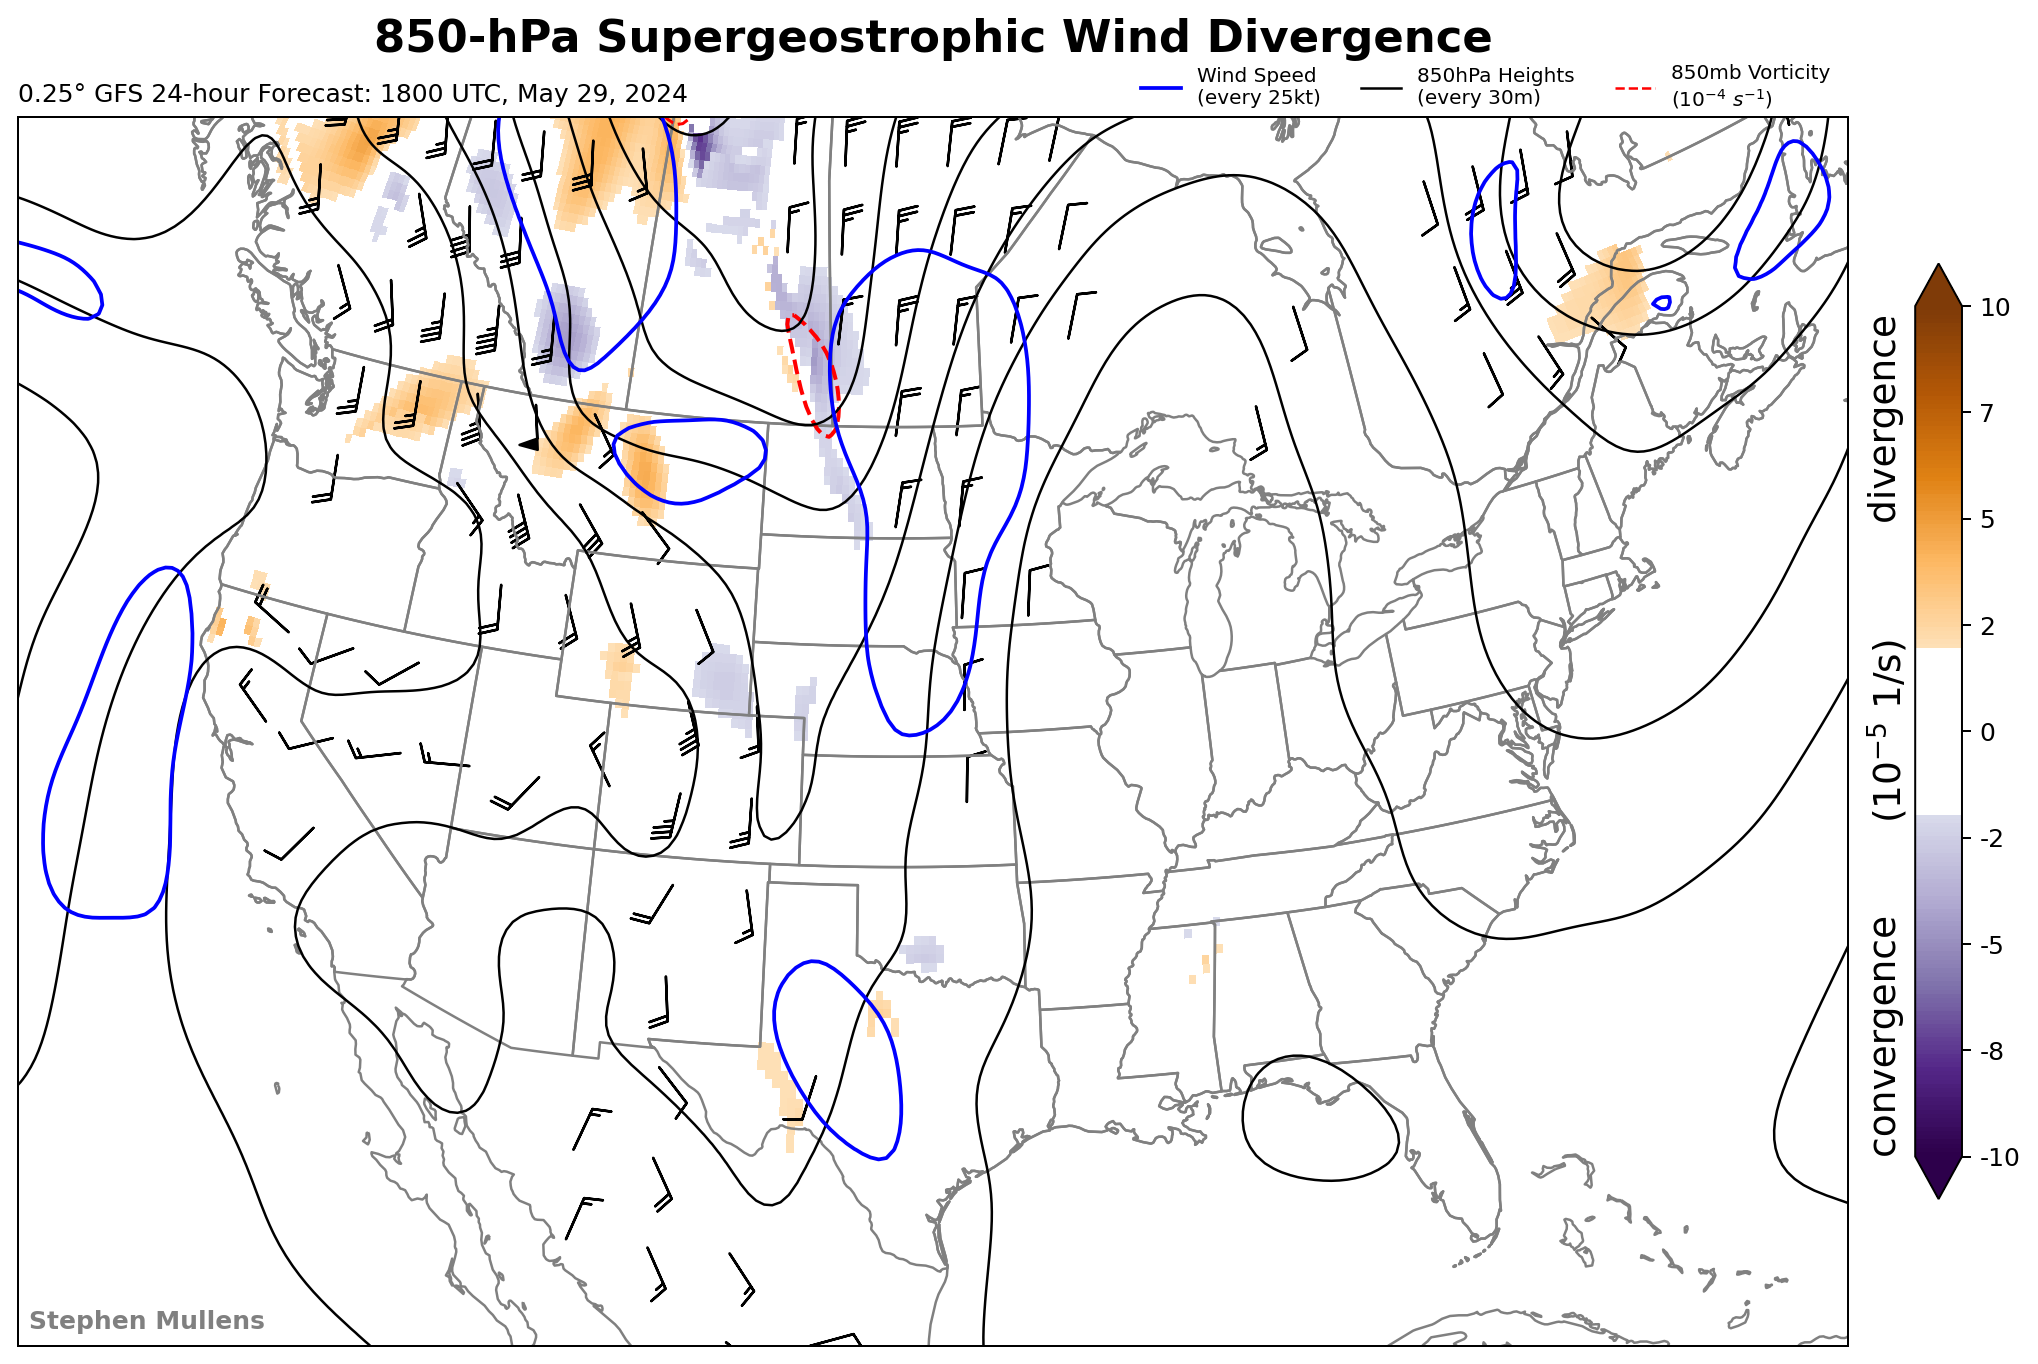 850-hPa Supergeostrophic Wind Divergence
0.25° GFS 24-hour Forecast: 1800 UTC, May 29, 2024
Wind Speed
(every 25kt)
850hPa Heights
(every 30m)
850mb Vorticity
(10⁻⁴ s⁻¹)
10
7
5
2
0
-2
-5
-8
-10
convergence (10⁻⁵ 1/s) divergence
Stephen Mullens